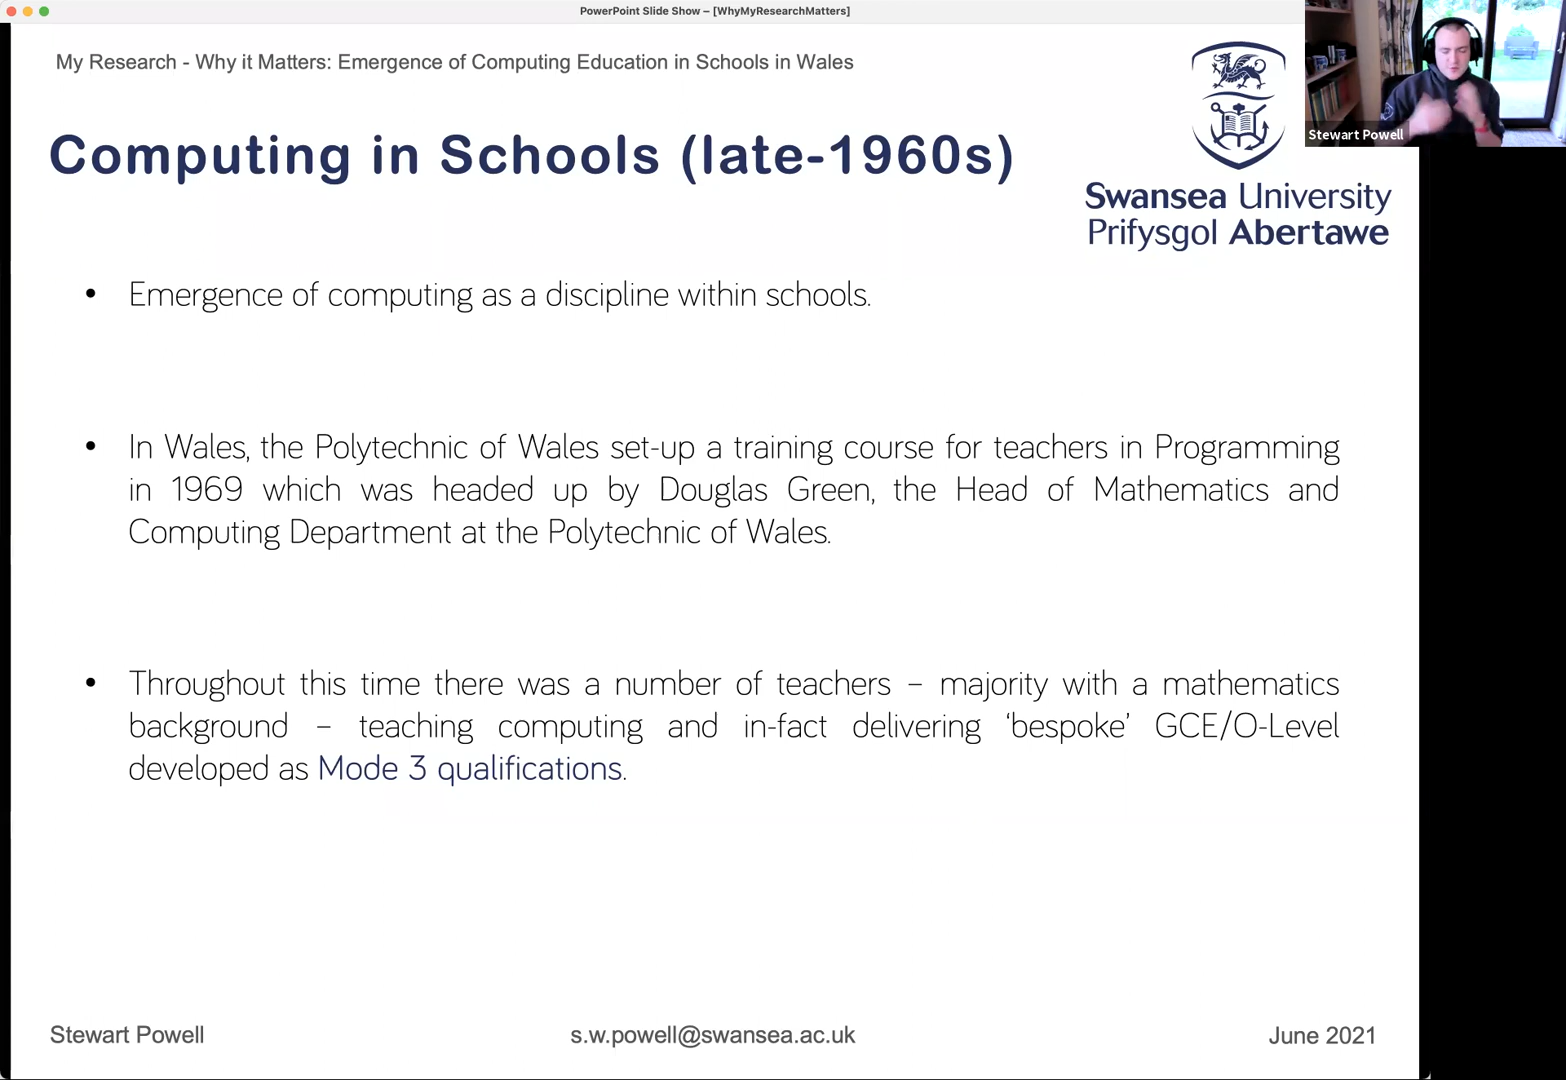 PowerPoint Slide Show – [WhyMyResearchMatters]
My Research - Why it Matters: Emergence of Computing Education in Schools in Wales
Stewart Powell
Computing in Schools (late-1960s)
Swansea University
Prifysgol Abertawe
• Emergence of computing as a discipline within schools.
• In Wales, the Polytechnic of Wales set-up a training course for teachers in Programming
in 1969 which was headed up by Douglas Green, the Head of Mathematics and
Computing Department at the Polytechnic of Wales.
• Throughout this time there was a number of teachers – majority with a mathematics
background – teaching computing and in-fact delivering ‘bespoke’ GCE/O-Level
developed as Mode 3 qualifications.
Stewart Powell
s.w.powell@swansea.ac.uk
June 2021